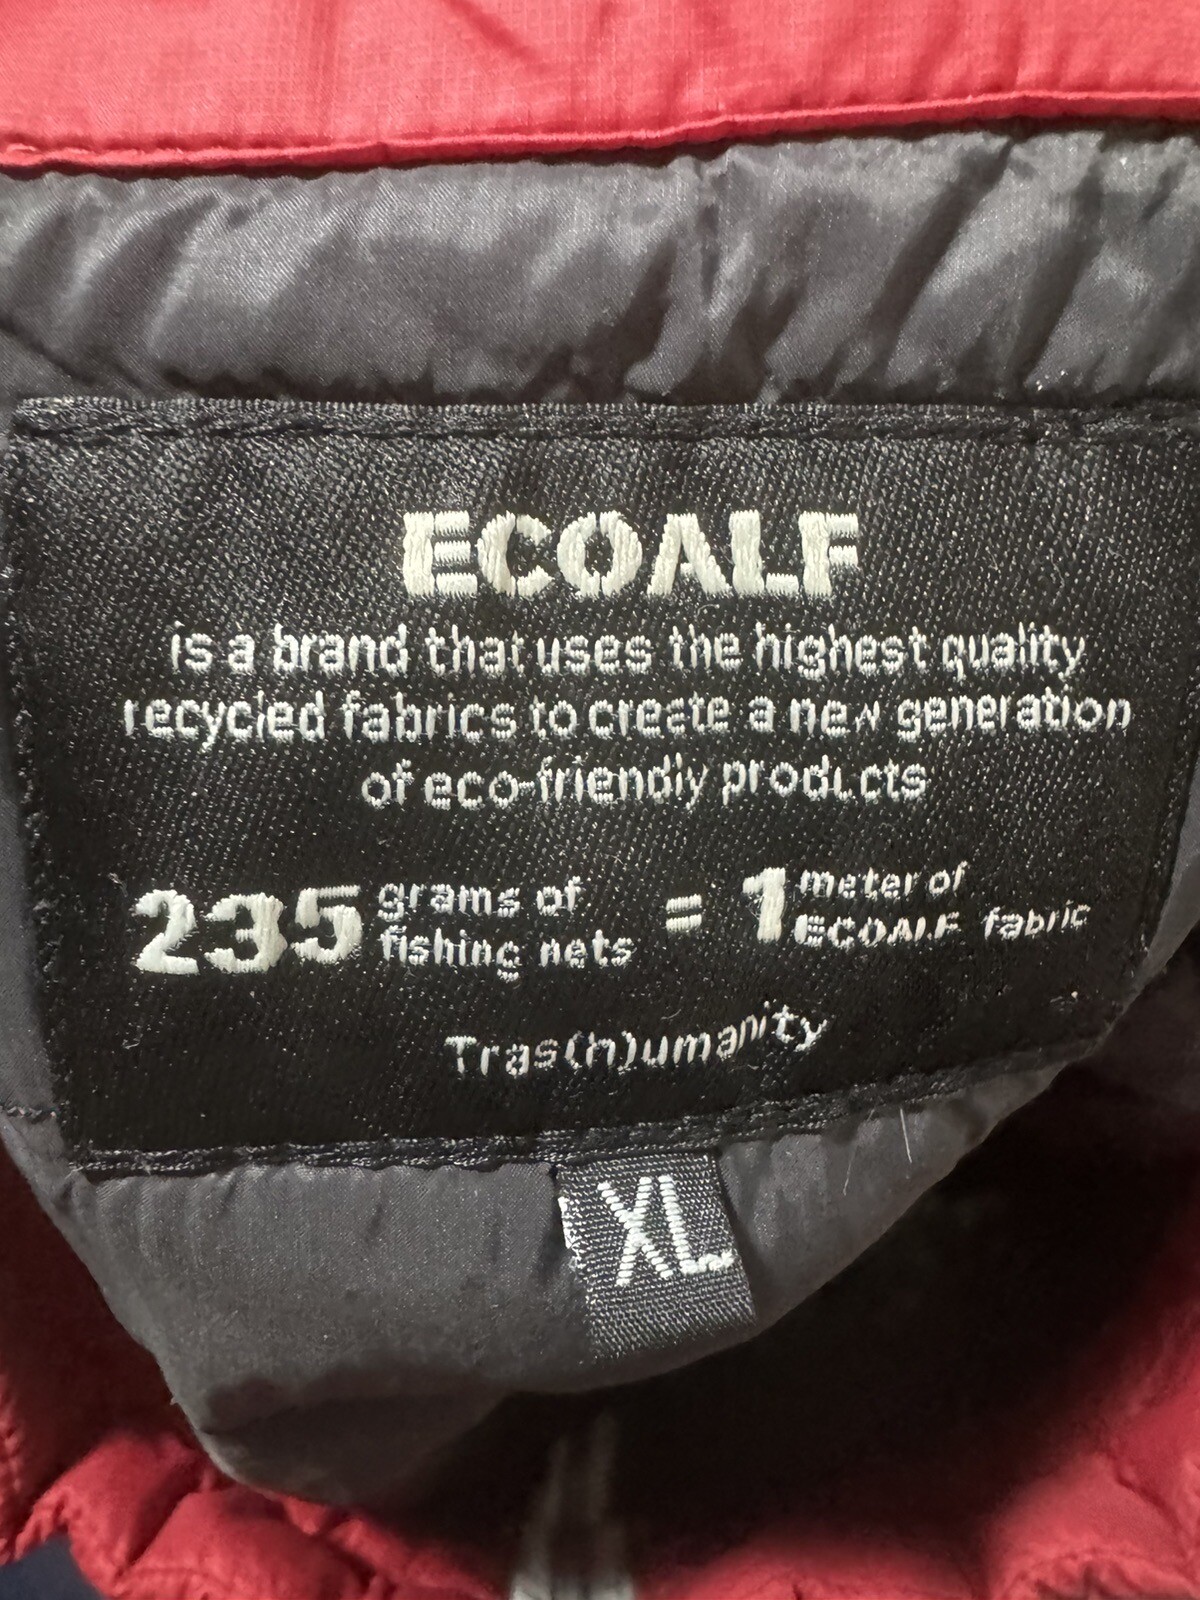 ECOALF
is a brand that uses the highest quality
recycled fabrics to create a new generation
of eco-friendly products
235 grams of fishing nets = 1 meter of ECOALF fabric
Tras(h)umanity
XL